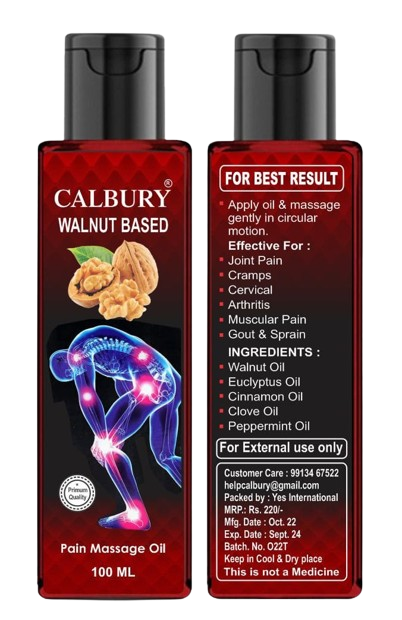 CALBURY®
WALNUT BASED
Primium
Quality
Pain Massage Oil
100 ML
FOR BEST RESULT
Apply oil & massage
gently in circular
motion.
Effective For :
Joint Pain
Cramps
Cervical
Arthritis
Muscular Pain
Gout & Sprain
INGREDIENTS :
Walnut Oil
Euclyptus Oil
Cinnamon Oil
Clove Oil
Peppermint Oil
For External use only
Customer Care : 99134 67522
helpcalbury@gmail.com
Packed by : Yes International
MRP.: Rs. 220/-
Mfg. Date : Oct. 22
Exp. Date : Sept. 24
Batch. No. O22T
Keep in Cool & Dry place
This is not a Medicine